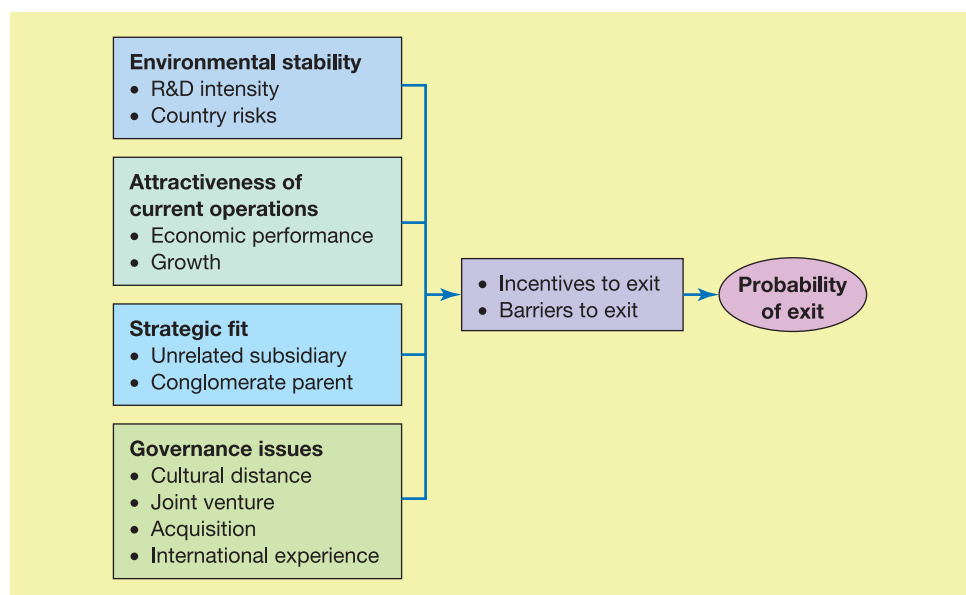 Environmental stability
• R&D intensity
• Country risks
Attractiveness of
current operations
• Economic performance
• Growth
Strategic fit
• Unrelated subsidiary
• Conglomerate parent
Governance issues
• Cultural distance
• Joint venture
• Acquisition
• International experience
• Incentives to exit
• Barriers to exit
Probability
of exit